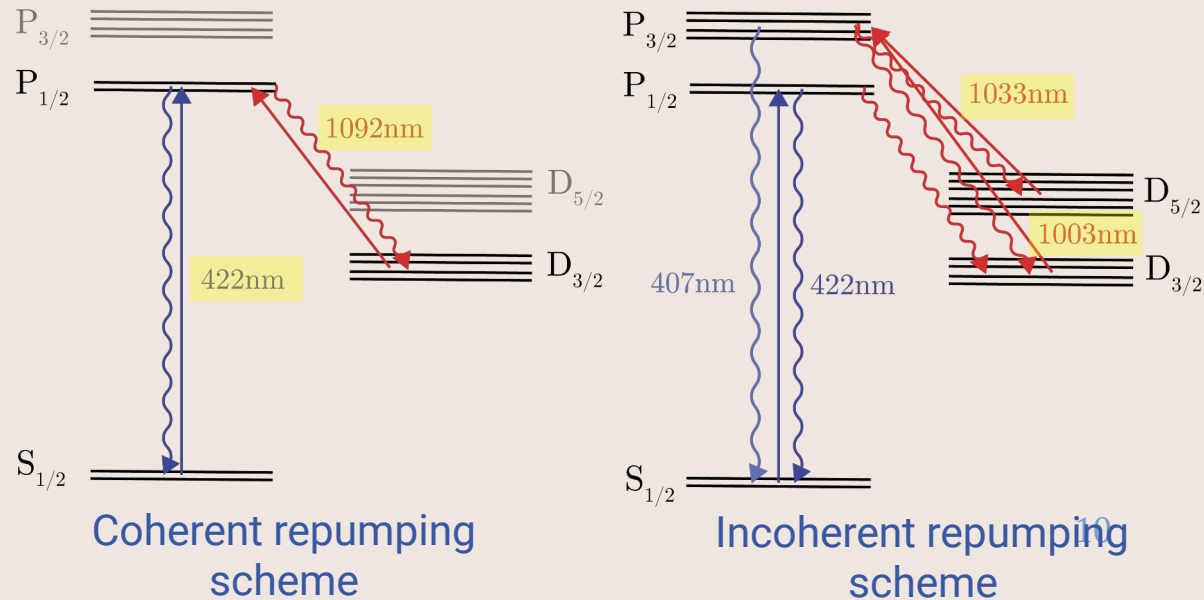 P3/2
P1/2
1092nm
D5/2
422nm
D3/2
S1/2
Coherent repumping
scheme
P3/2
P1/2
1033nm
D5/2
1003nm
407nm
422nm
D3/2
S1/2
Incoherent repumping
scheme
10